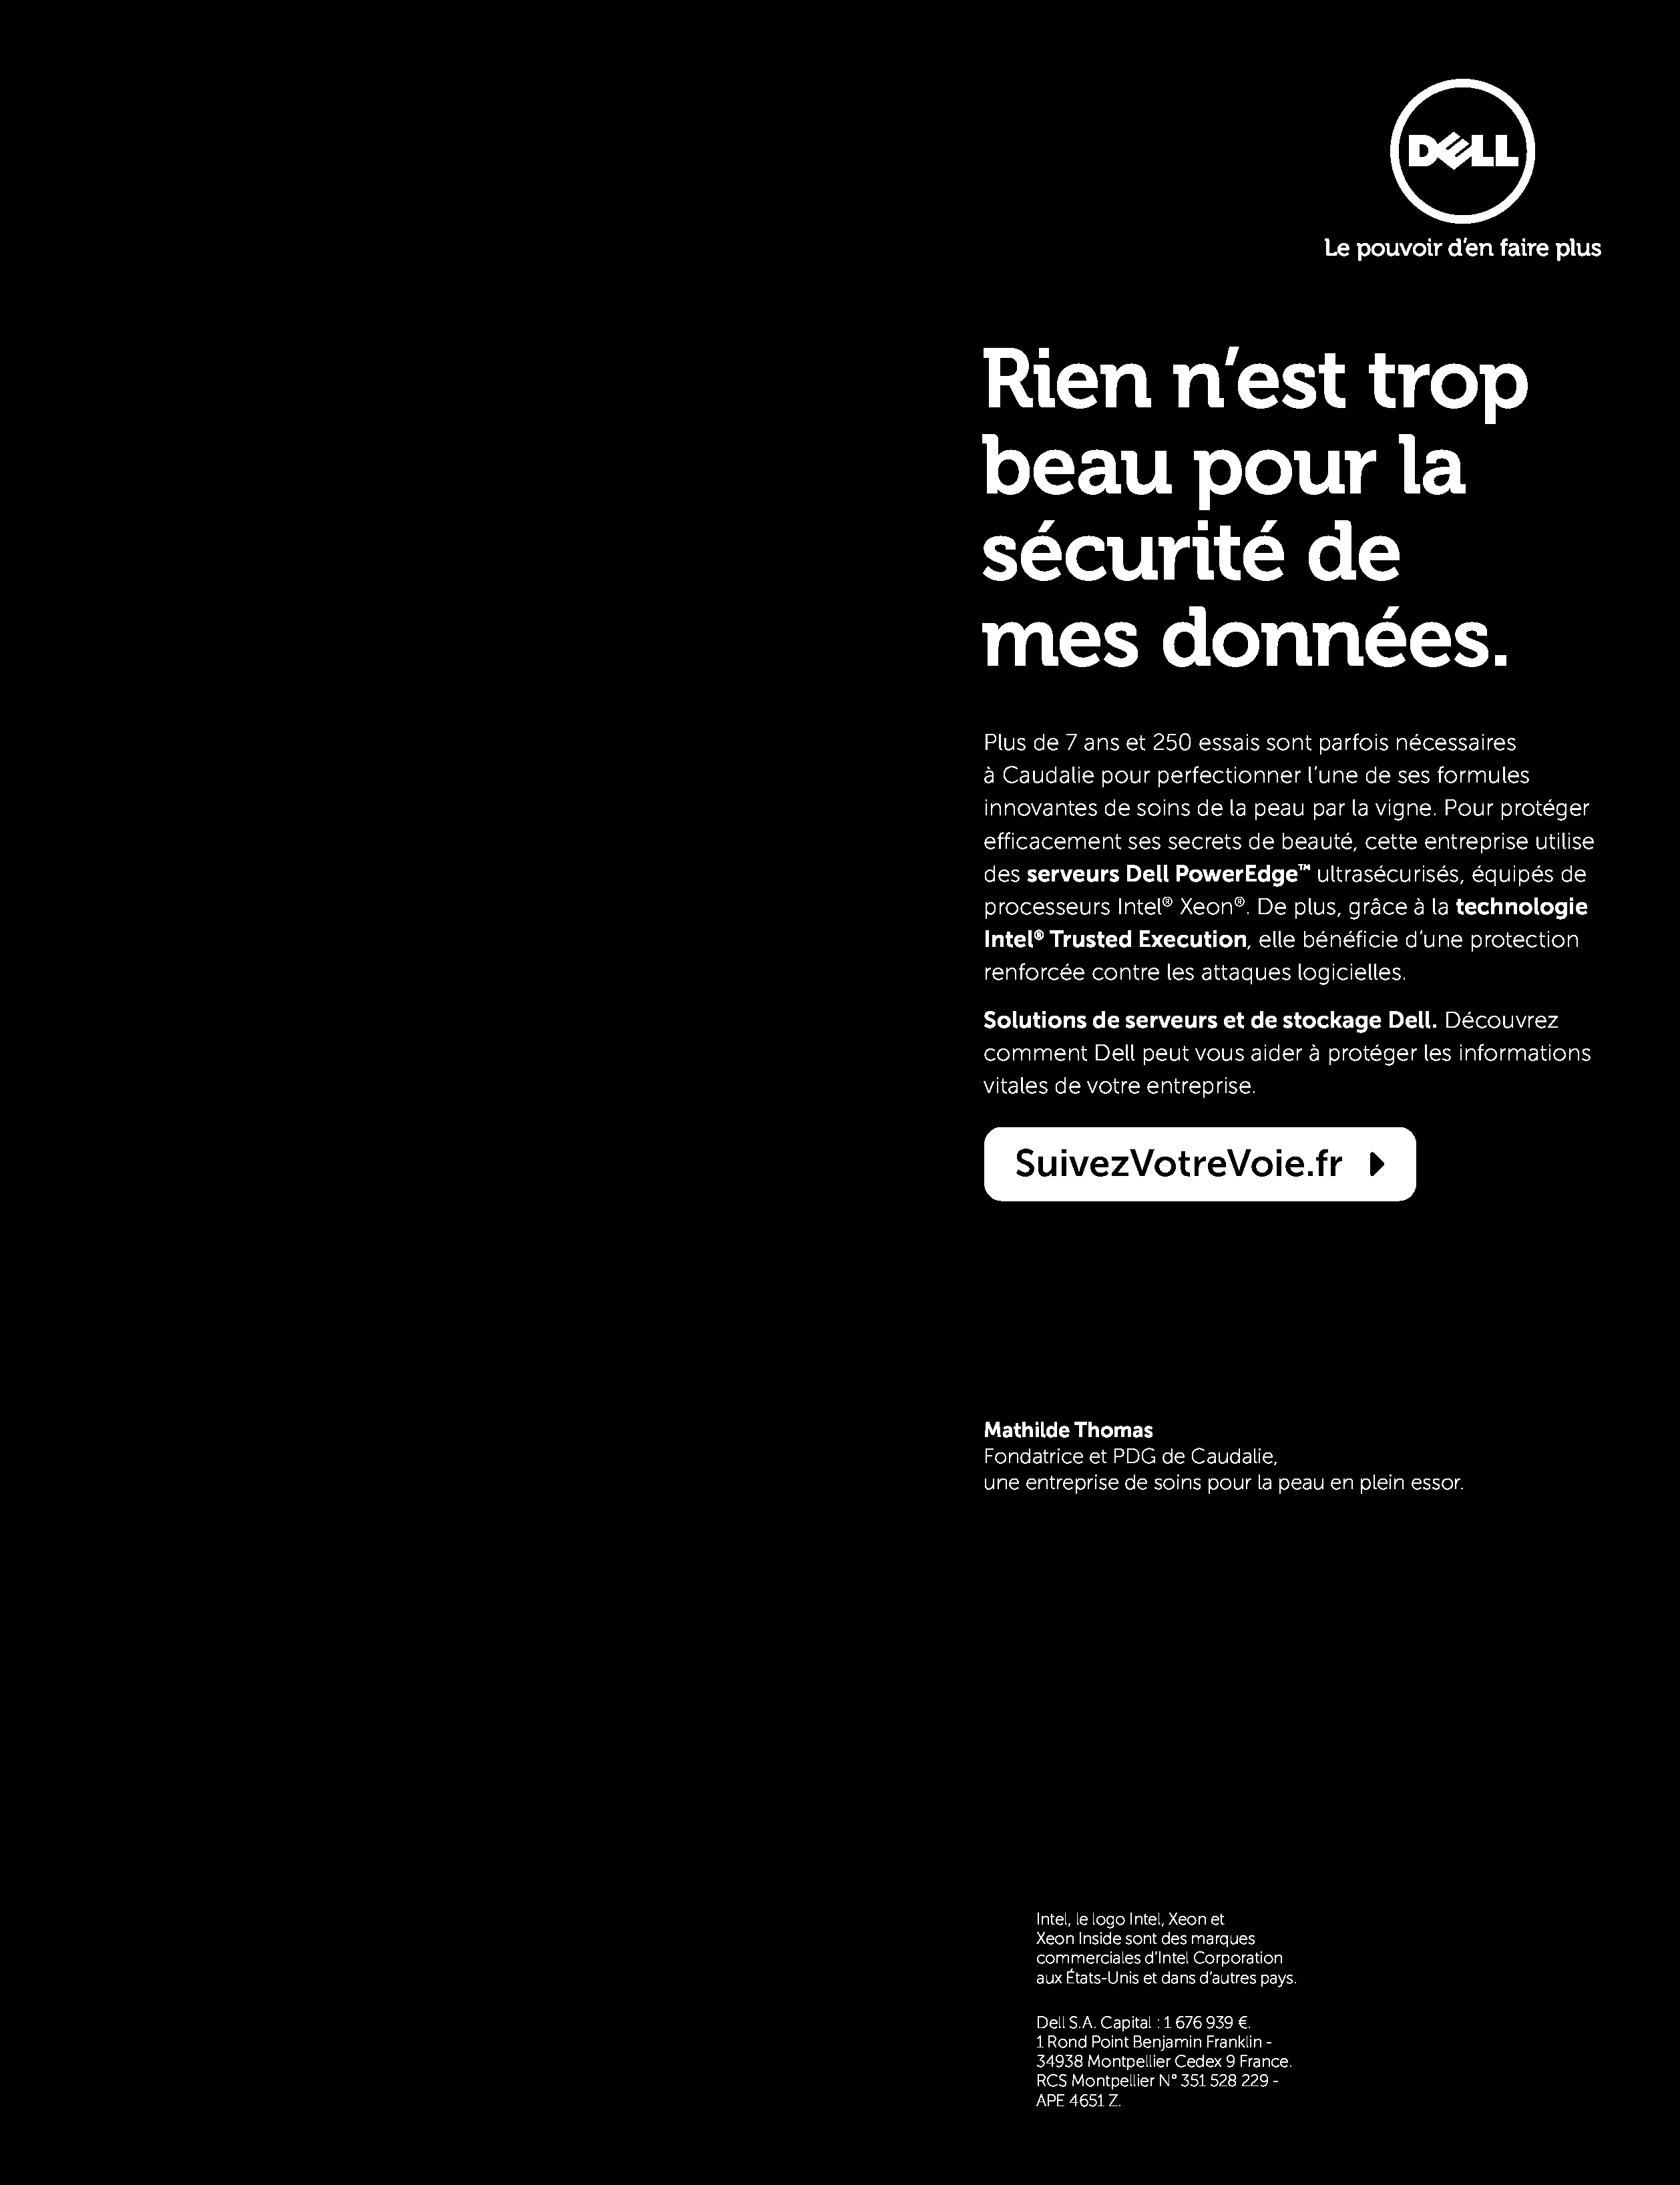 DELL
Le pouvoir d'en faire plus
Rien n'est trop
beau pour la
sécurité de
mes données.
Plus de 7 ans et 250 essais sont parfois nécessaires
à Caudalie pour perfectionner l'une de ses formules
innovantes de soins de la peau par la vigne. Pour protéger
efficacement ses secrets de beauté, cette entreprise utilise
des serveurs Dell PowerEdge™ ultrasécurisés, équipés de
processeurs Intel® Xeon®. De plus, grâce à la technologie
Intel® Trusted Execution, elle bénéficie d'une protection
renforcée contre les attaques logicielles.
Solutions de serveurs et de stockage Dell. Découvrez
comment Dell peut vous aider à protéger les informations
vitales de votre entreprise.
SuivezVotreVoie.fr
Mathilde Thomas
Fondatrice et PDG de Caudalie,
une entreprise de soins pour la peau en plein essor.
Intel, le logo Intel, Xeon et
Xeon Inside sont des marques
commerciales d'Intel Corporation
aux États-Unis et dans d'autres pays.
Dell S.A. Capital : 1 676 939 €.
1 Rond Point Benjamin Franklin -
34938 Montpellier Cedex 9 France.
RCS Montpellier N° 351 528 229 -
APE 4651 Z.